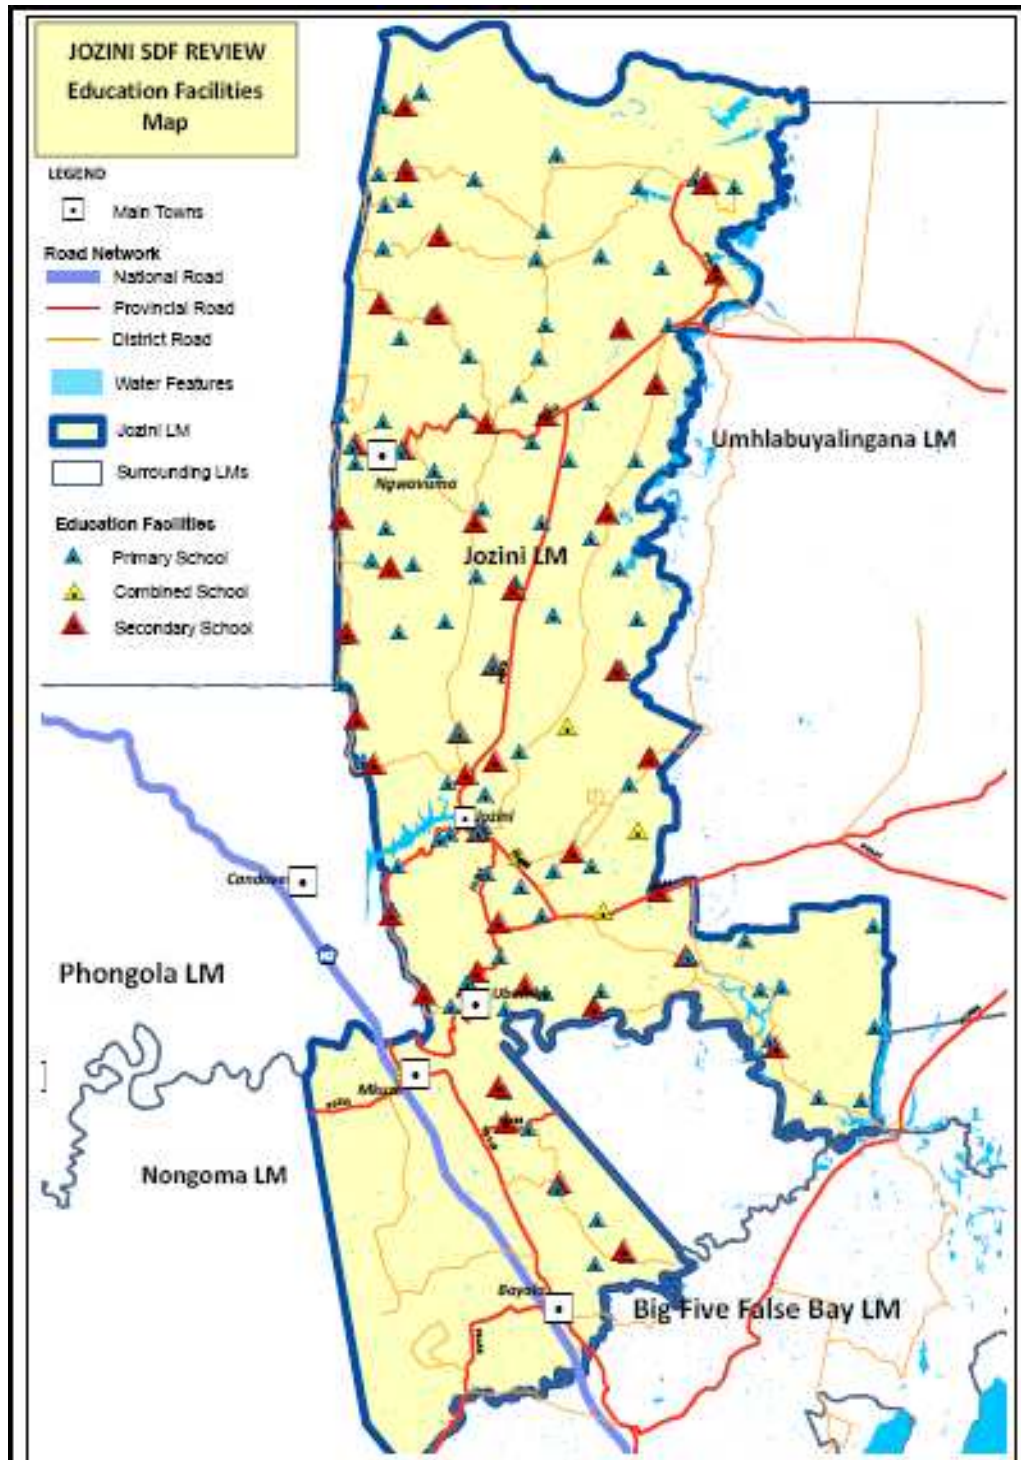 JOZINI SDF REVIEW
Education Facilities
Map
LEGEND
Main Towns
Road Network
National Road
Provincial Road
District Road
Water Features
Jozini LM
Surrounding LMs
Education Facilities
Primary School
Combined School
Secondary School
Umhlabuyalingana LM
Ngwavuma
Jozini LM
Jozini
Candover
Phongola LM
N2
Mkuze
Nongoma LM
Bayala
Big Five False Bay LM